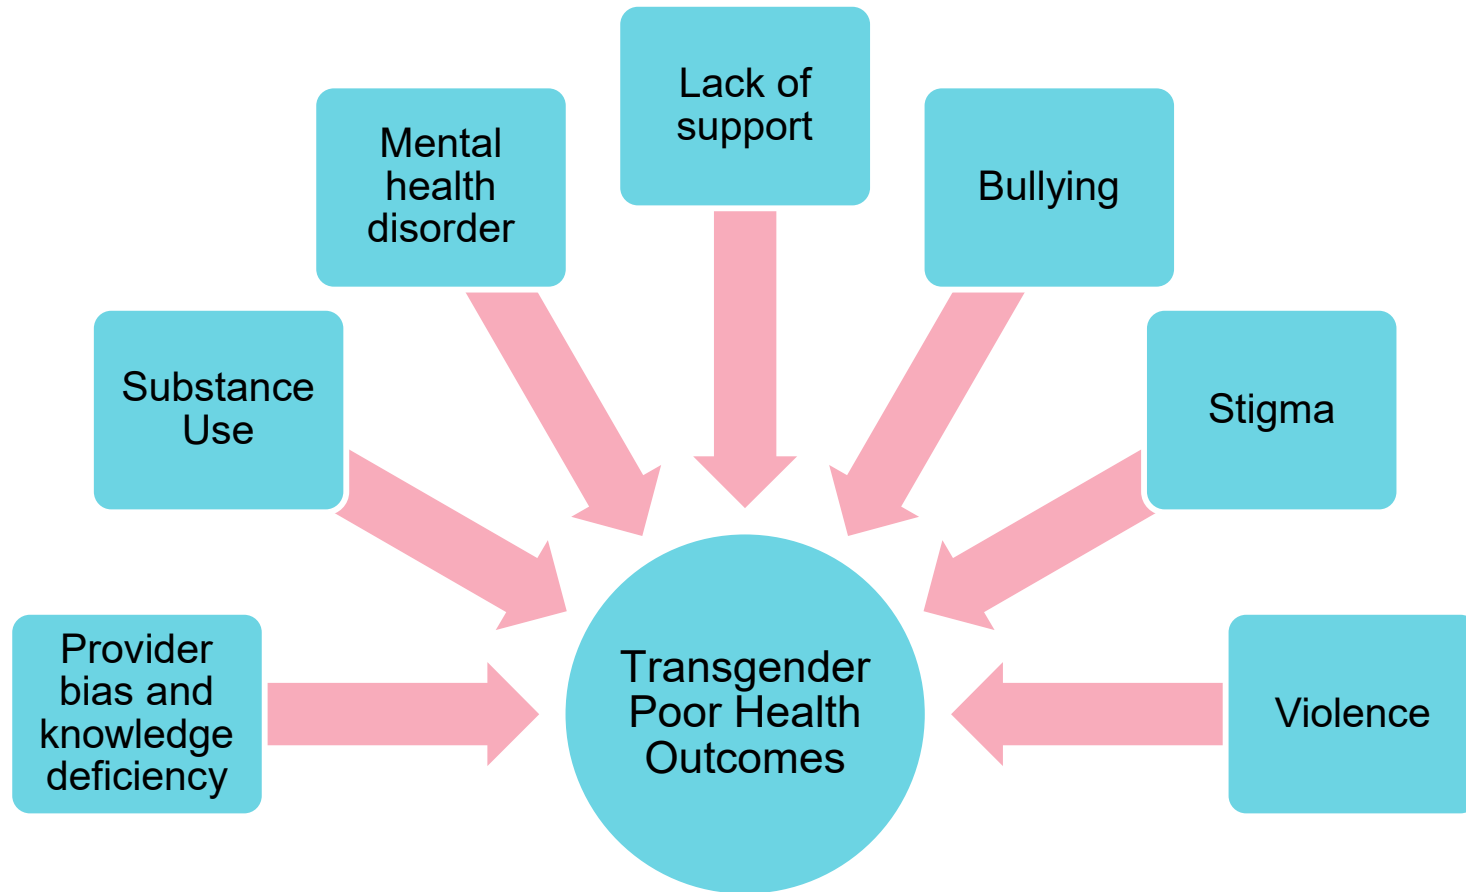 Lack of
support
Mental
health
disorder
Bullying
Substance
Use
Stigma
Provider
bias and
knowledge
deficiency
Transgender
Poor Health
Outcomes
Violence